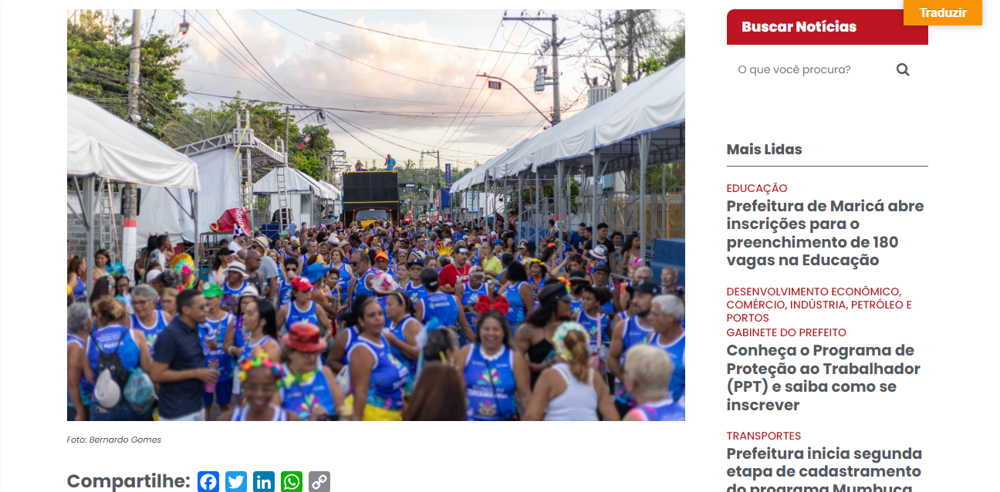 Traduzir
Buscar Notícias
O que você procura?
Mais Lidas
EDUCAÇÃO
Prefeitura de Maricá abre
inscrições para o
preenchimento de 180
vagas na Educação
DESENVOLVIMENTO ECONÔMICO,
COMÉRCIO, INDÚSTRIA, PETRÓLEO E
PORTOS
GABINETE DO PREFEITO
Conheça o Programa de
Proteção ao Trabalhador
(PPT) e saiba como se
inscrever
TRANSPORTES
Prefeitura inicia segunda
etapa de cadastramento
do programa Mumbuca
Foto: Bernardo Gomes
Compartilhe: